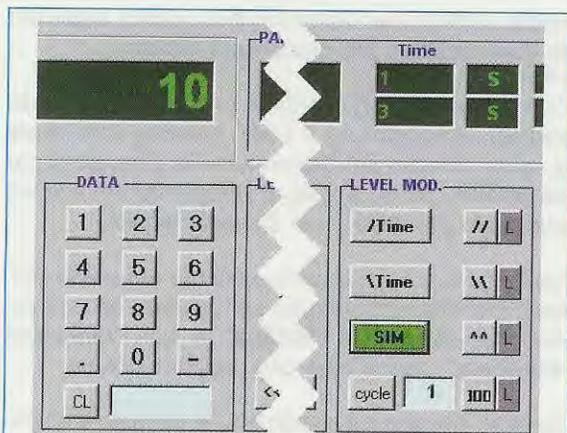 Time
10
1 S
3 S
DATA
LEVEL MOD.
1 2 3
/Time // L
4 5 6
\Time \\ L
7 8 9
SIM ^^ L
. 0 -
CL
cycle 1 L